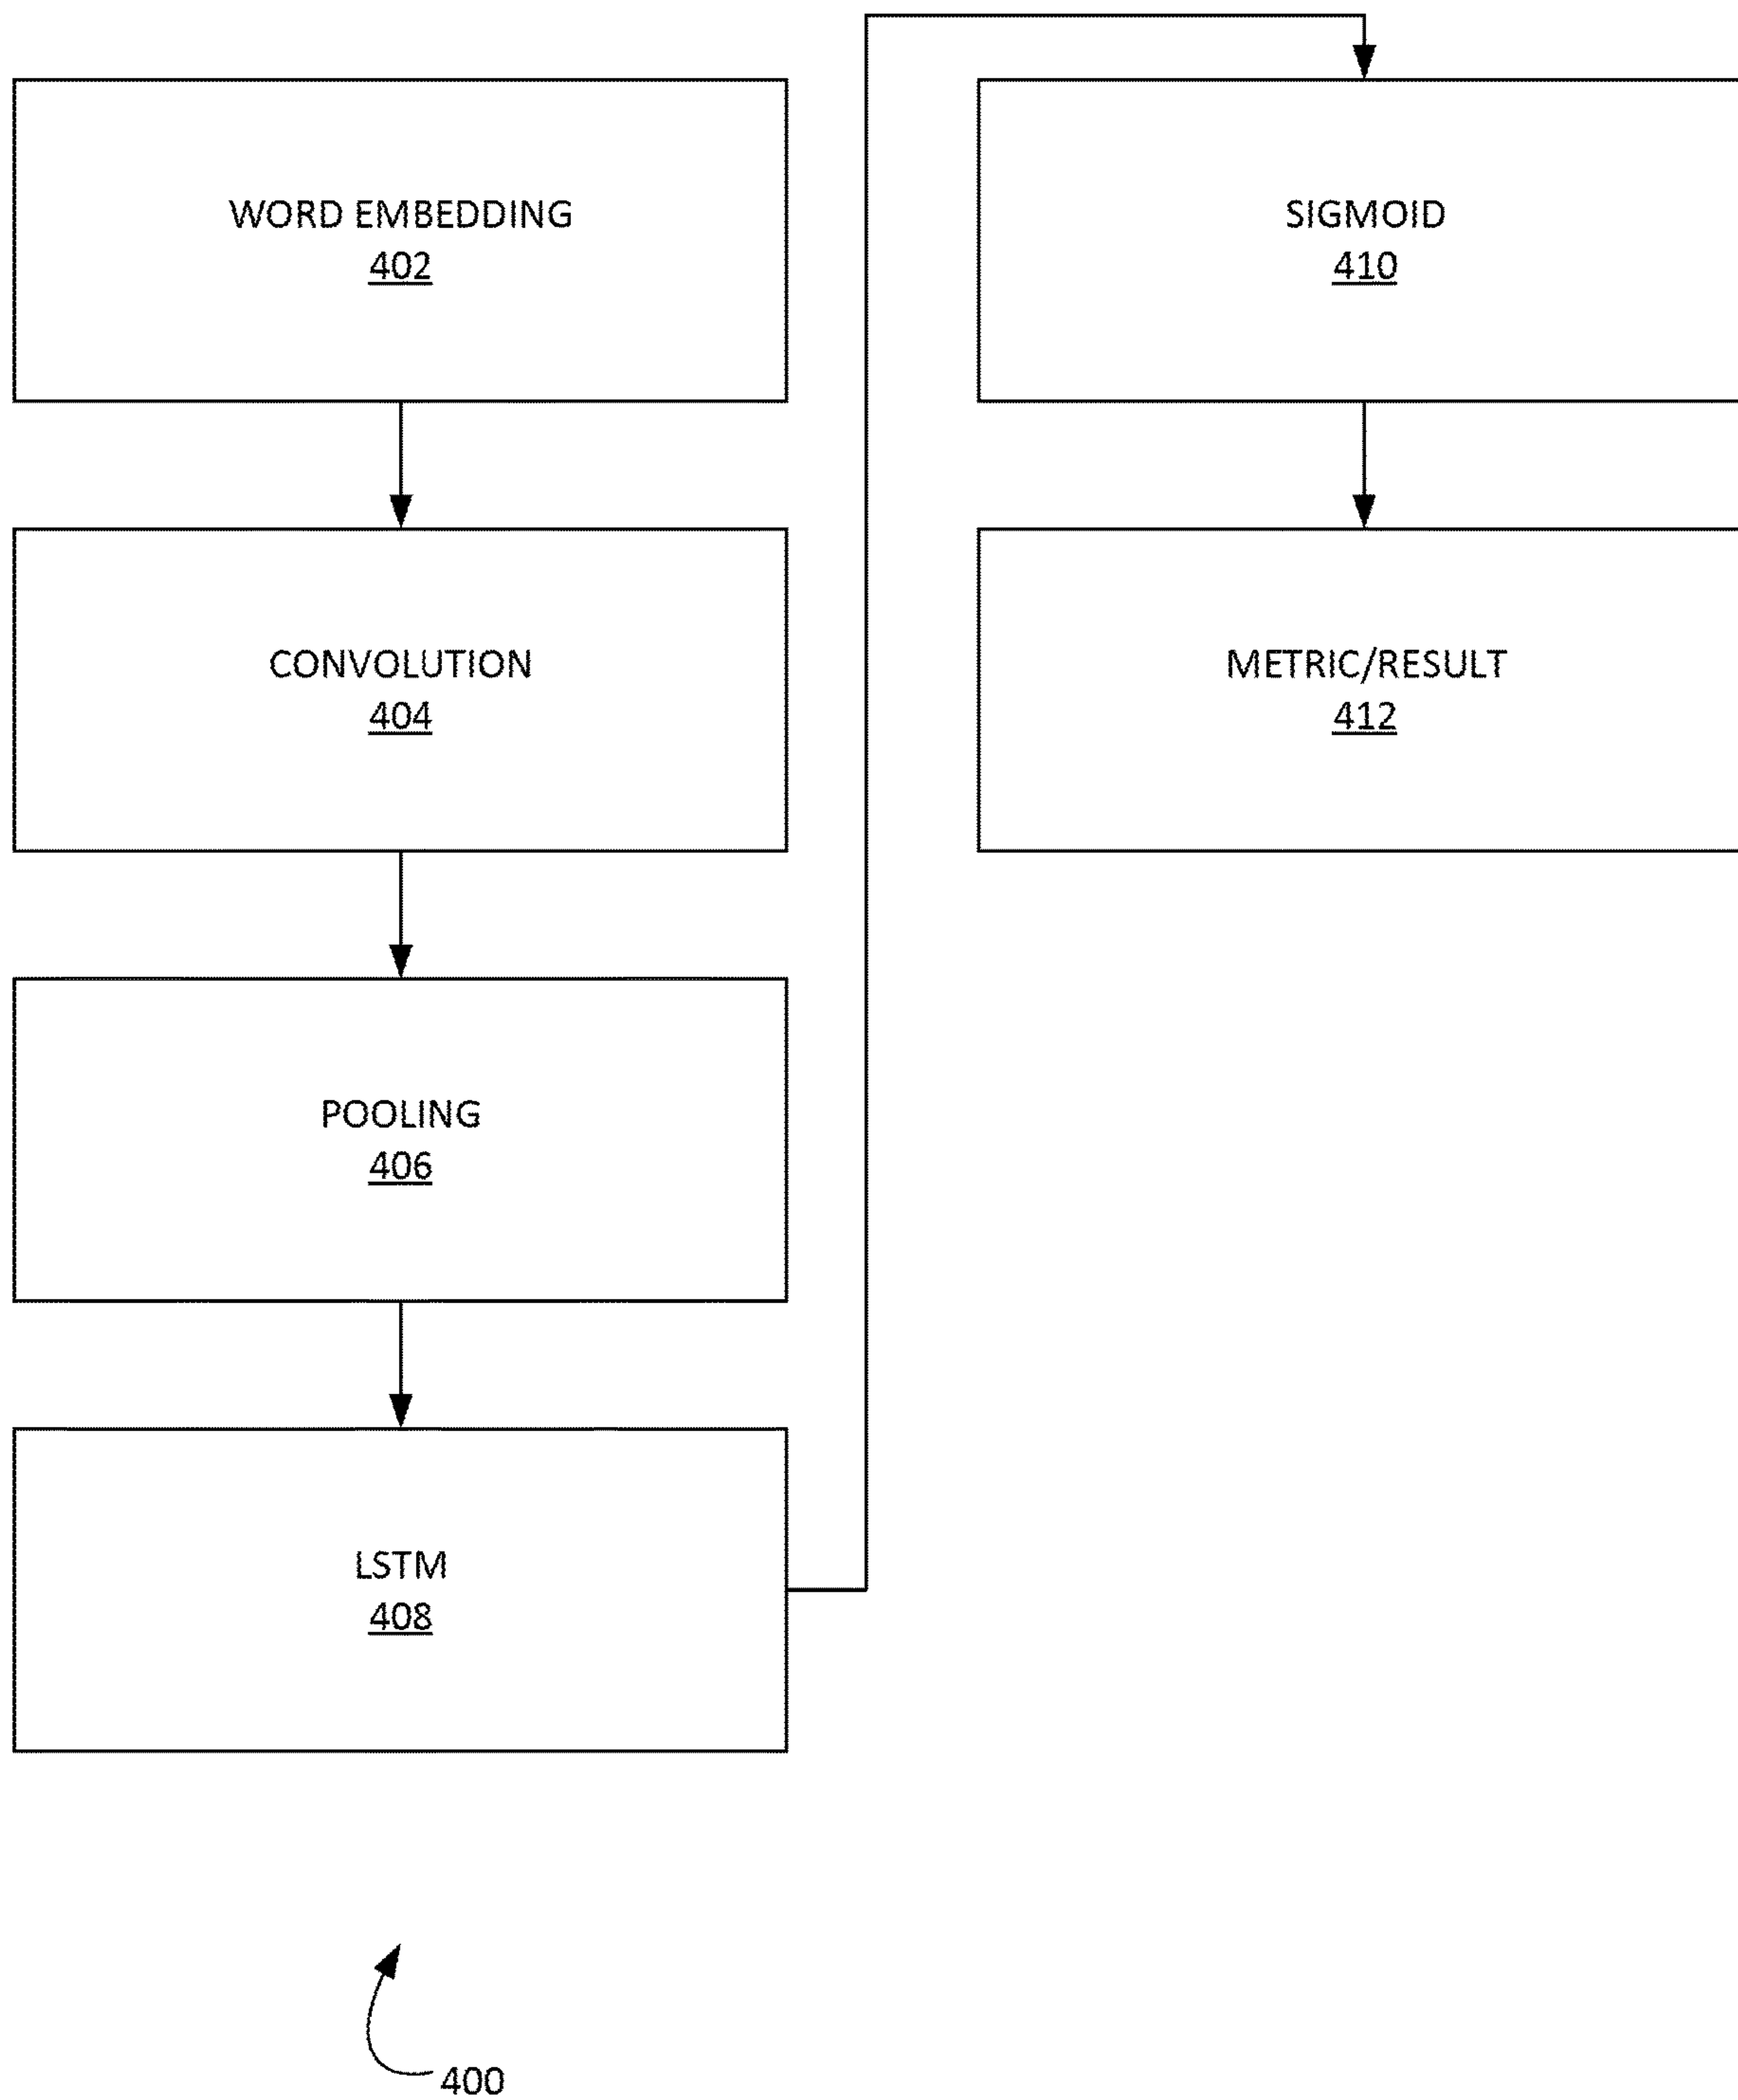 WORD EMBEDDING
402
CONVOLUTION
404
POOLING
406
LSTM
408
SIGMOID
410
METRIC/RESULT
412
400